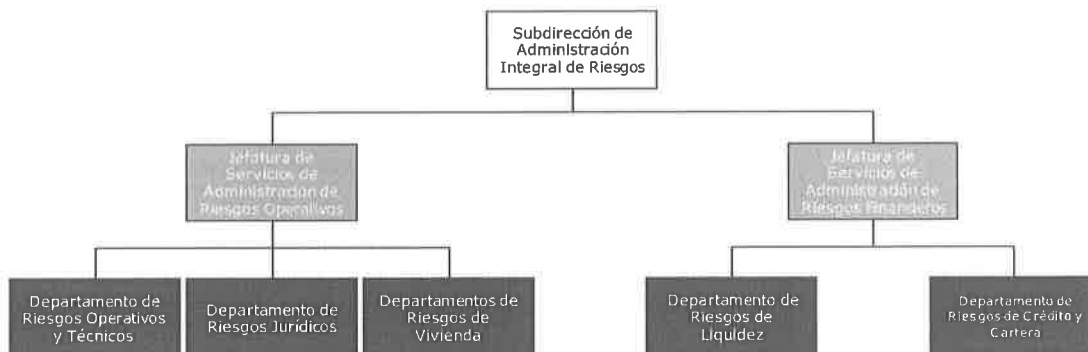 Subdirección de
Administración
Integral de Riesgos
Jefatura de
Servicios de
Administración de
Riesgos Operativos
Jefatura de
Servicios de
Administración de
Riesgos Financieros
Departamento de
Riesgos Operativos
y Técnicos
Departamento de
Riesgos Jurídicos
Departamentos de
Riesgos de
Vivienda
Departamento de
Riesgos de
Liquidez
Departamento de
Riesgos de Crédito y
Cartera